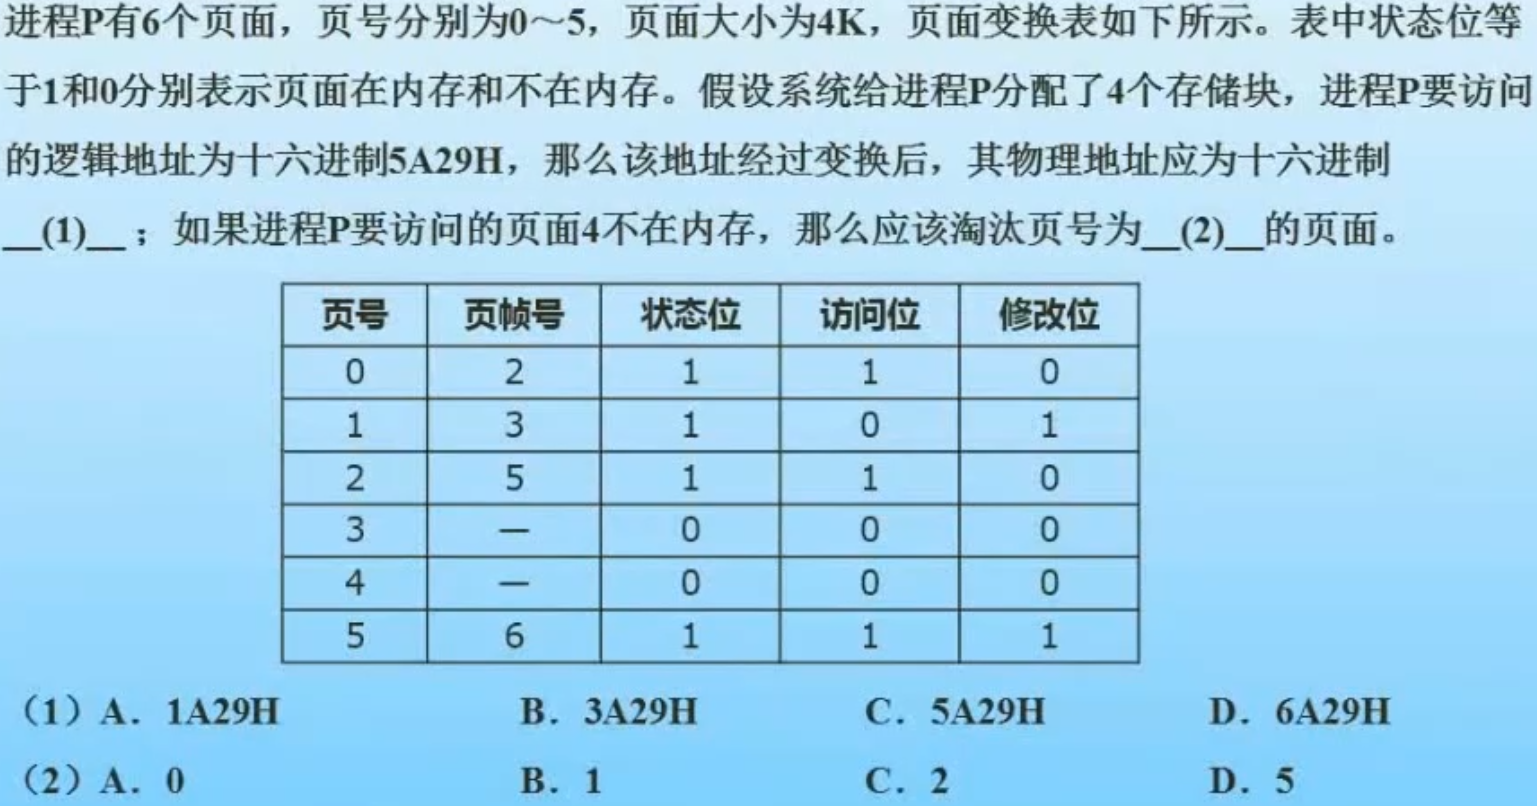 进程P有6个页面，页号分别为0～5，页面大小为4K，页面变换表如下所示。表中状态位等
于1和0分别表示页面在内存和不在内存。假设系统给进程P分配了4个存储块，进程P要访问
的逻辑地址为十六进制5A29H，那么该地址经过变换后，其物理地址应为十六进制
__(1)__；如果进程P要访问的页面4不在内存，那么应该淘汰页号为__(2)__的页面。
页号 页帧号 状态位 访问位 修改位
0 2 1 1 0
1 3 1 0 1
2 5 1 1 0
3 — 0 0 0
4 — 0 0 0
5 6 1 1 1
（1）A．1A29H B．3A29H C．5A29H D．6A29H
（2）A．0 B．1 C．2 D．5